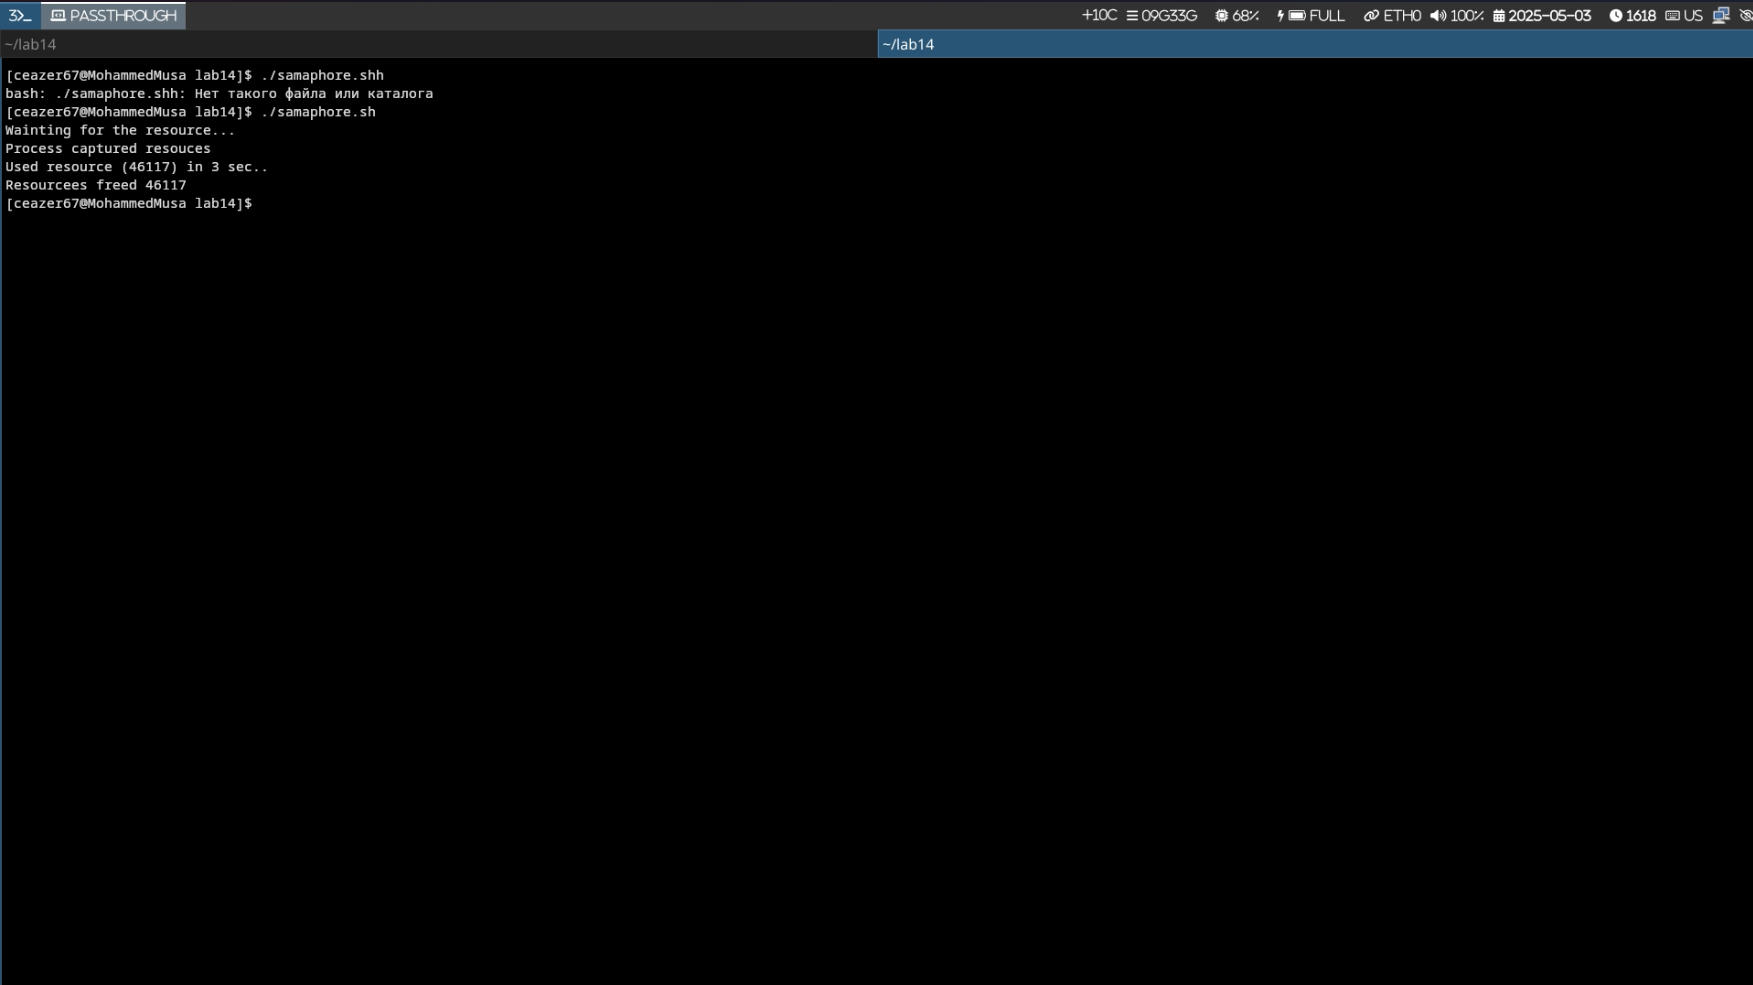 3>_ PASSTHROUGH +10C 09G33G 68% FULL ETH0 100% 2025-05-03 1618 US
~/lab14 ~/lab14
[ceazer67@MohammedMusa lab14]$ ./samaphore.shh
bash: ./samaphore.shh: Нет такого файла или каталога
[ceazer67@MohammedMusa lab14]$ ./samaphore.sh
Wainting for the resource...
Process captured resouces
Used resource (46117) in 3 sec..
Resourcees freed 46117
[ceazer67@MohammedMusa lab14]$